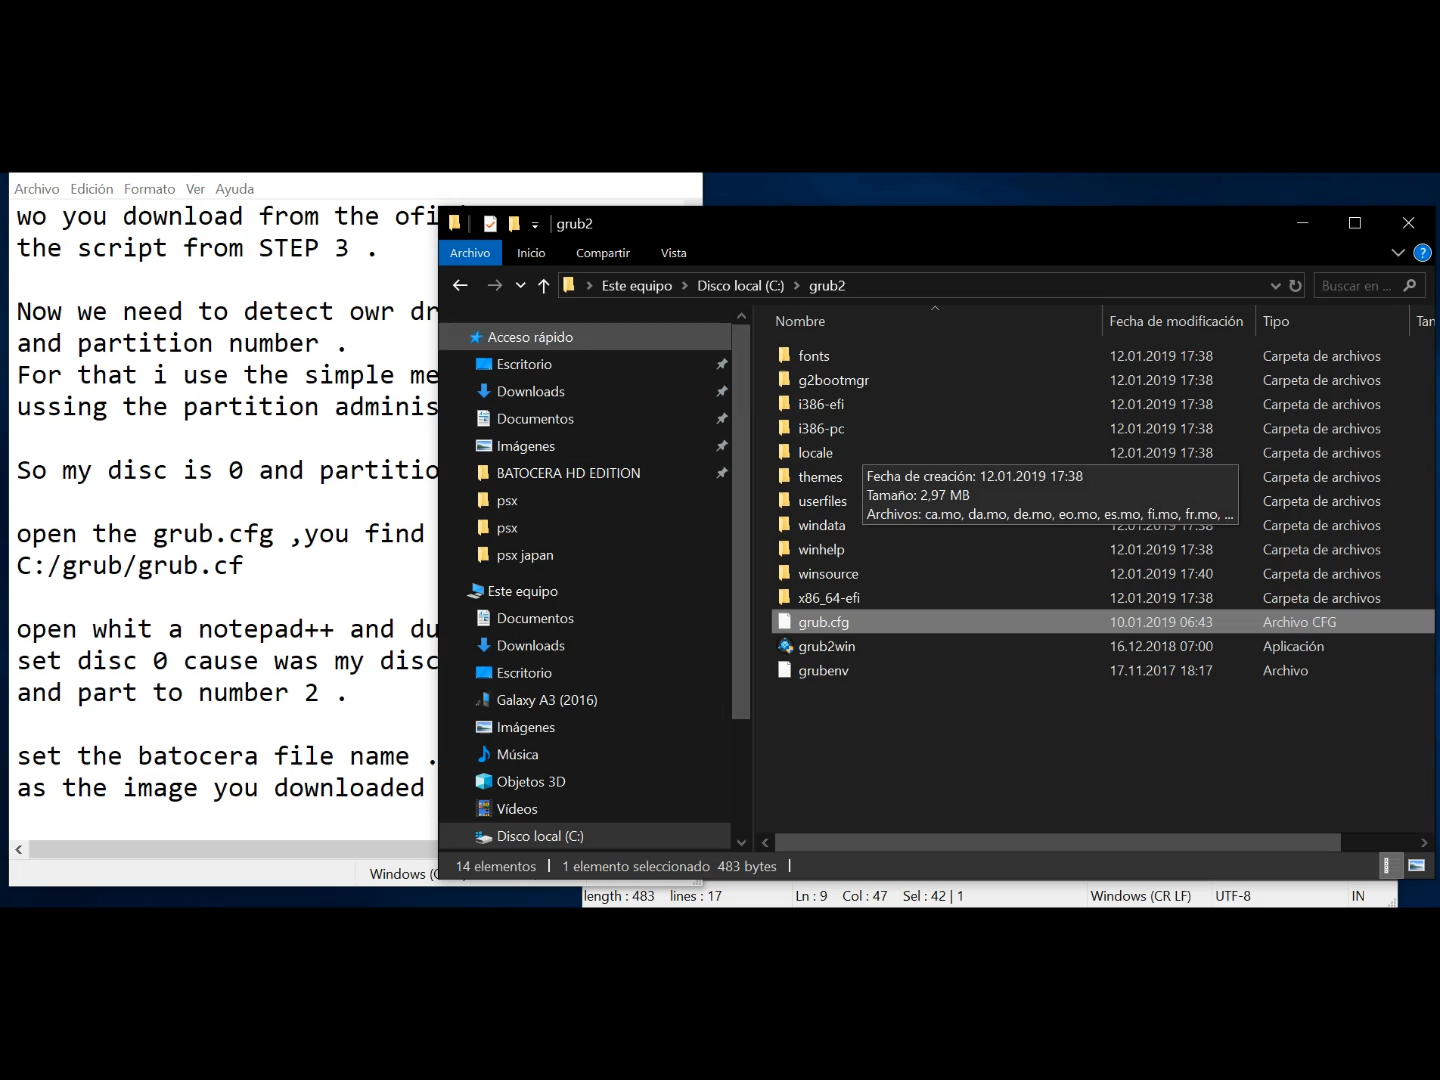 Archivo Edición Formato Ver Ayuda
wo you download from the ofi
the script from STEP 3 .
Now we need to detect owr dr
and partition number .
For that i use the simple me
ussing the partition adminis
So my disc is 0 and partitio
open the grub.cfg ,you find
C:/grub/grub.cf
open whit a notepad++ and du
set disc 0 cause was my disc
and part to number 2 .
set the batocera file name .
as the image you downloaded
Windows (C
grub2
Archivo Inicio Compartir Vista
Este equipo > Disco local (C:) > grub2
Buscar en ...
Acceso rápido
Escritorio
Downloads
Documentos
Imágenes
BATOCERA HD EDITION
psx
psx
psx japan
Este equipo
Documentos
Downloads
Escritorio
Galaxy A3 (2016)
Imágenes
Música
Objetos 3D
Vídeos
Disco local (C:)
Nombre Fecha de modificación Tipo Tar
fonts 12.01.2019 17:38 Carpeta de archivos
g2bootmgr 12.01.2019 17:38 Carpeta de archivos
i386-efi 12.01.2019 17:38 Carpeta de archivos
i386-pc 12.01.2019 17:38 Carpeta de archivos
locale 12.01.2019 17:38 Carpeta de archivos
themes Carpeta de archivos
userfiles Carpeta de archivos
windata 12.01.2019 17:38 Carpeta de archivos
winhelp 12.01.2019 17:38 Carpeta de archivos
winsource 12.01.2019 17:40 Carpeta de archivos
x86_64-efi 12.01.2019 17:38 Carpeta de archivos
grub.cfg 10.01.2019 06:43 Archivo CFG
grub2win 16.12.2018 07:00 Aplicación
grubenv 17.11.2017 18:17 Archivo
Fecha de creación: 12.01.2019 17:38
Tamaño: 2,97 MB
Archivos: ca.mo, da.mo, de.mo, eo.mo, es.mo, fi.mo, fr.mo, ...
14 elementos | 1 elemento seleccionado 483 bytes |
length : 483 lines : 17 Ln : 9 Col : 47 Sel : 42 | 1 Windows (CR LF) UTF-8 IN